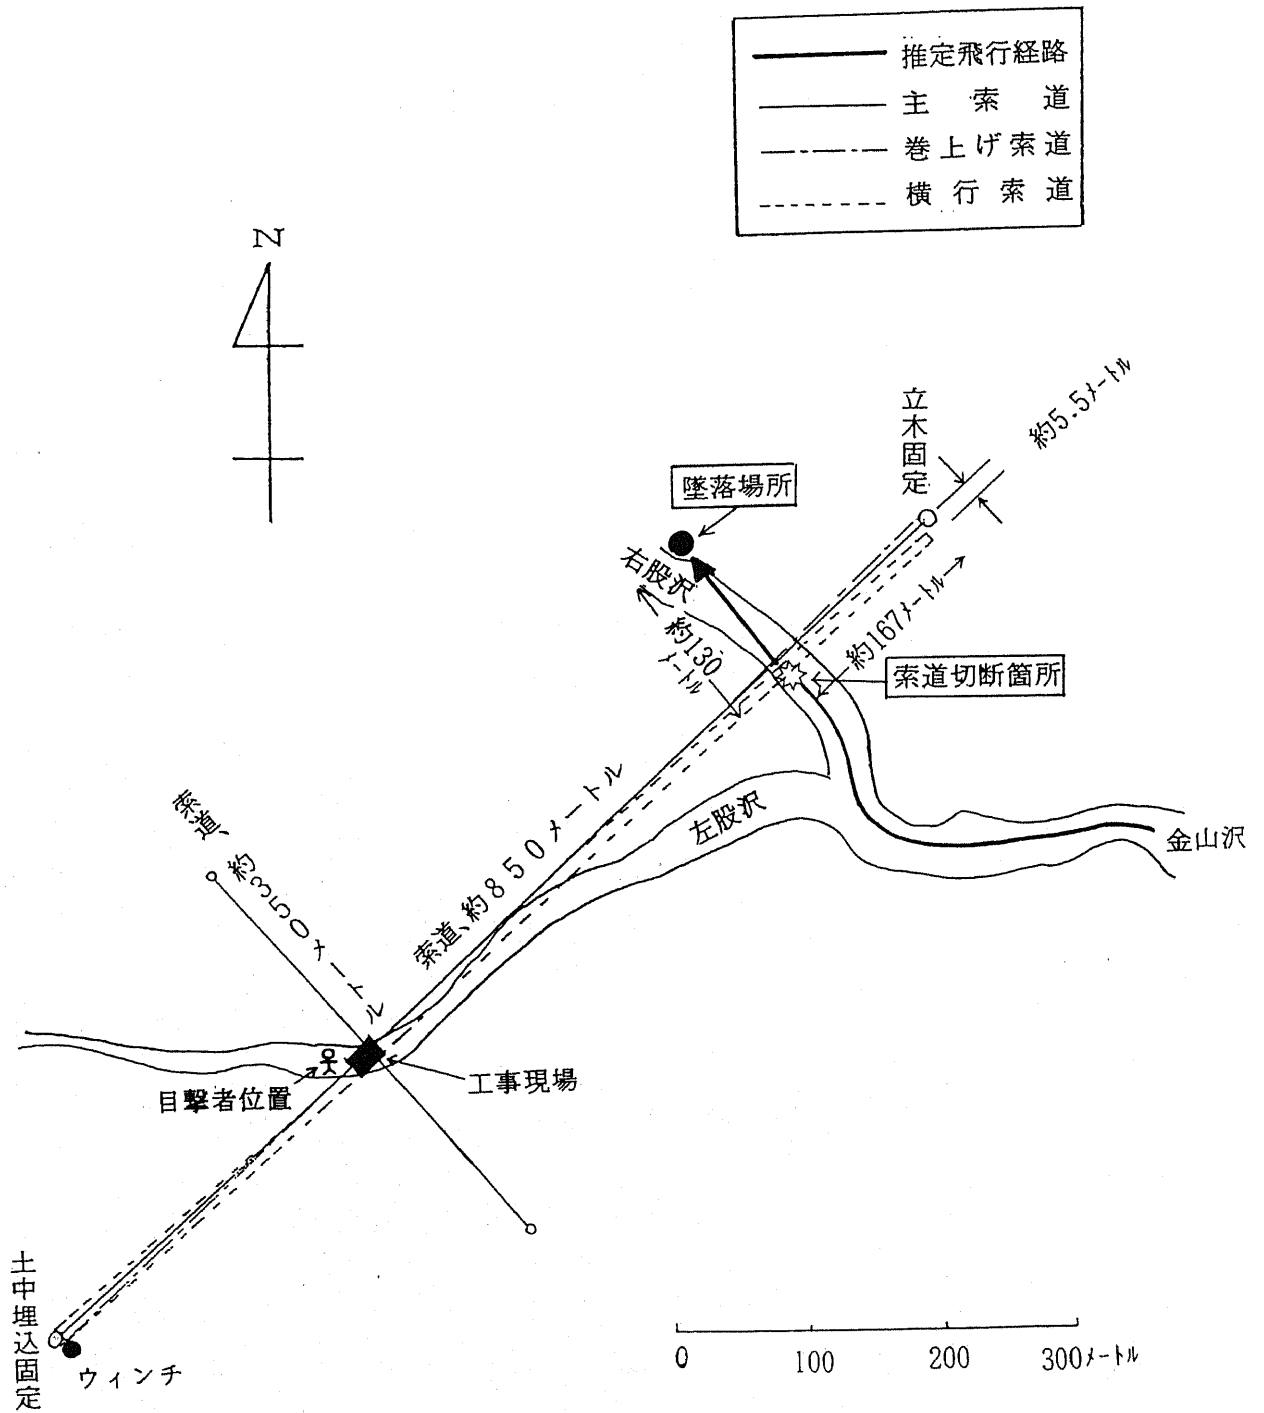 推定飛行経路
主索道
巻上げ索道
横行索道
N
約5.5メートル
立木固定
墜落場所
右股沢
約130メートル
約167メートル
索道切断箇所
索道、約850メートル
左股沢
金山沢
索道、約350メートル
目撃者位置
工事現場
土中埋込固定
ウィンチ
0 100 200 300メートル